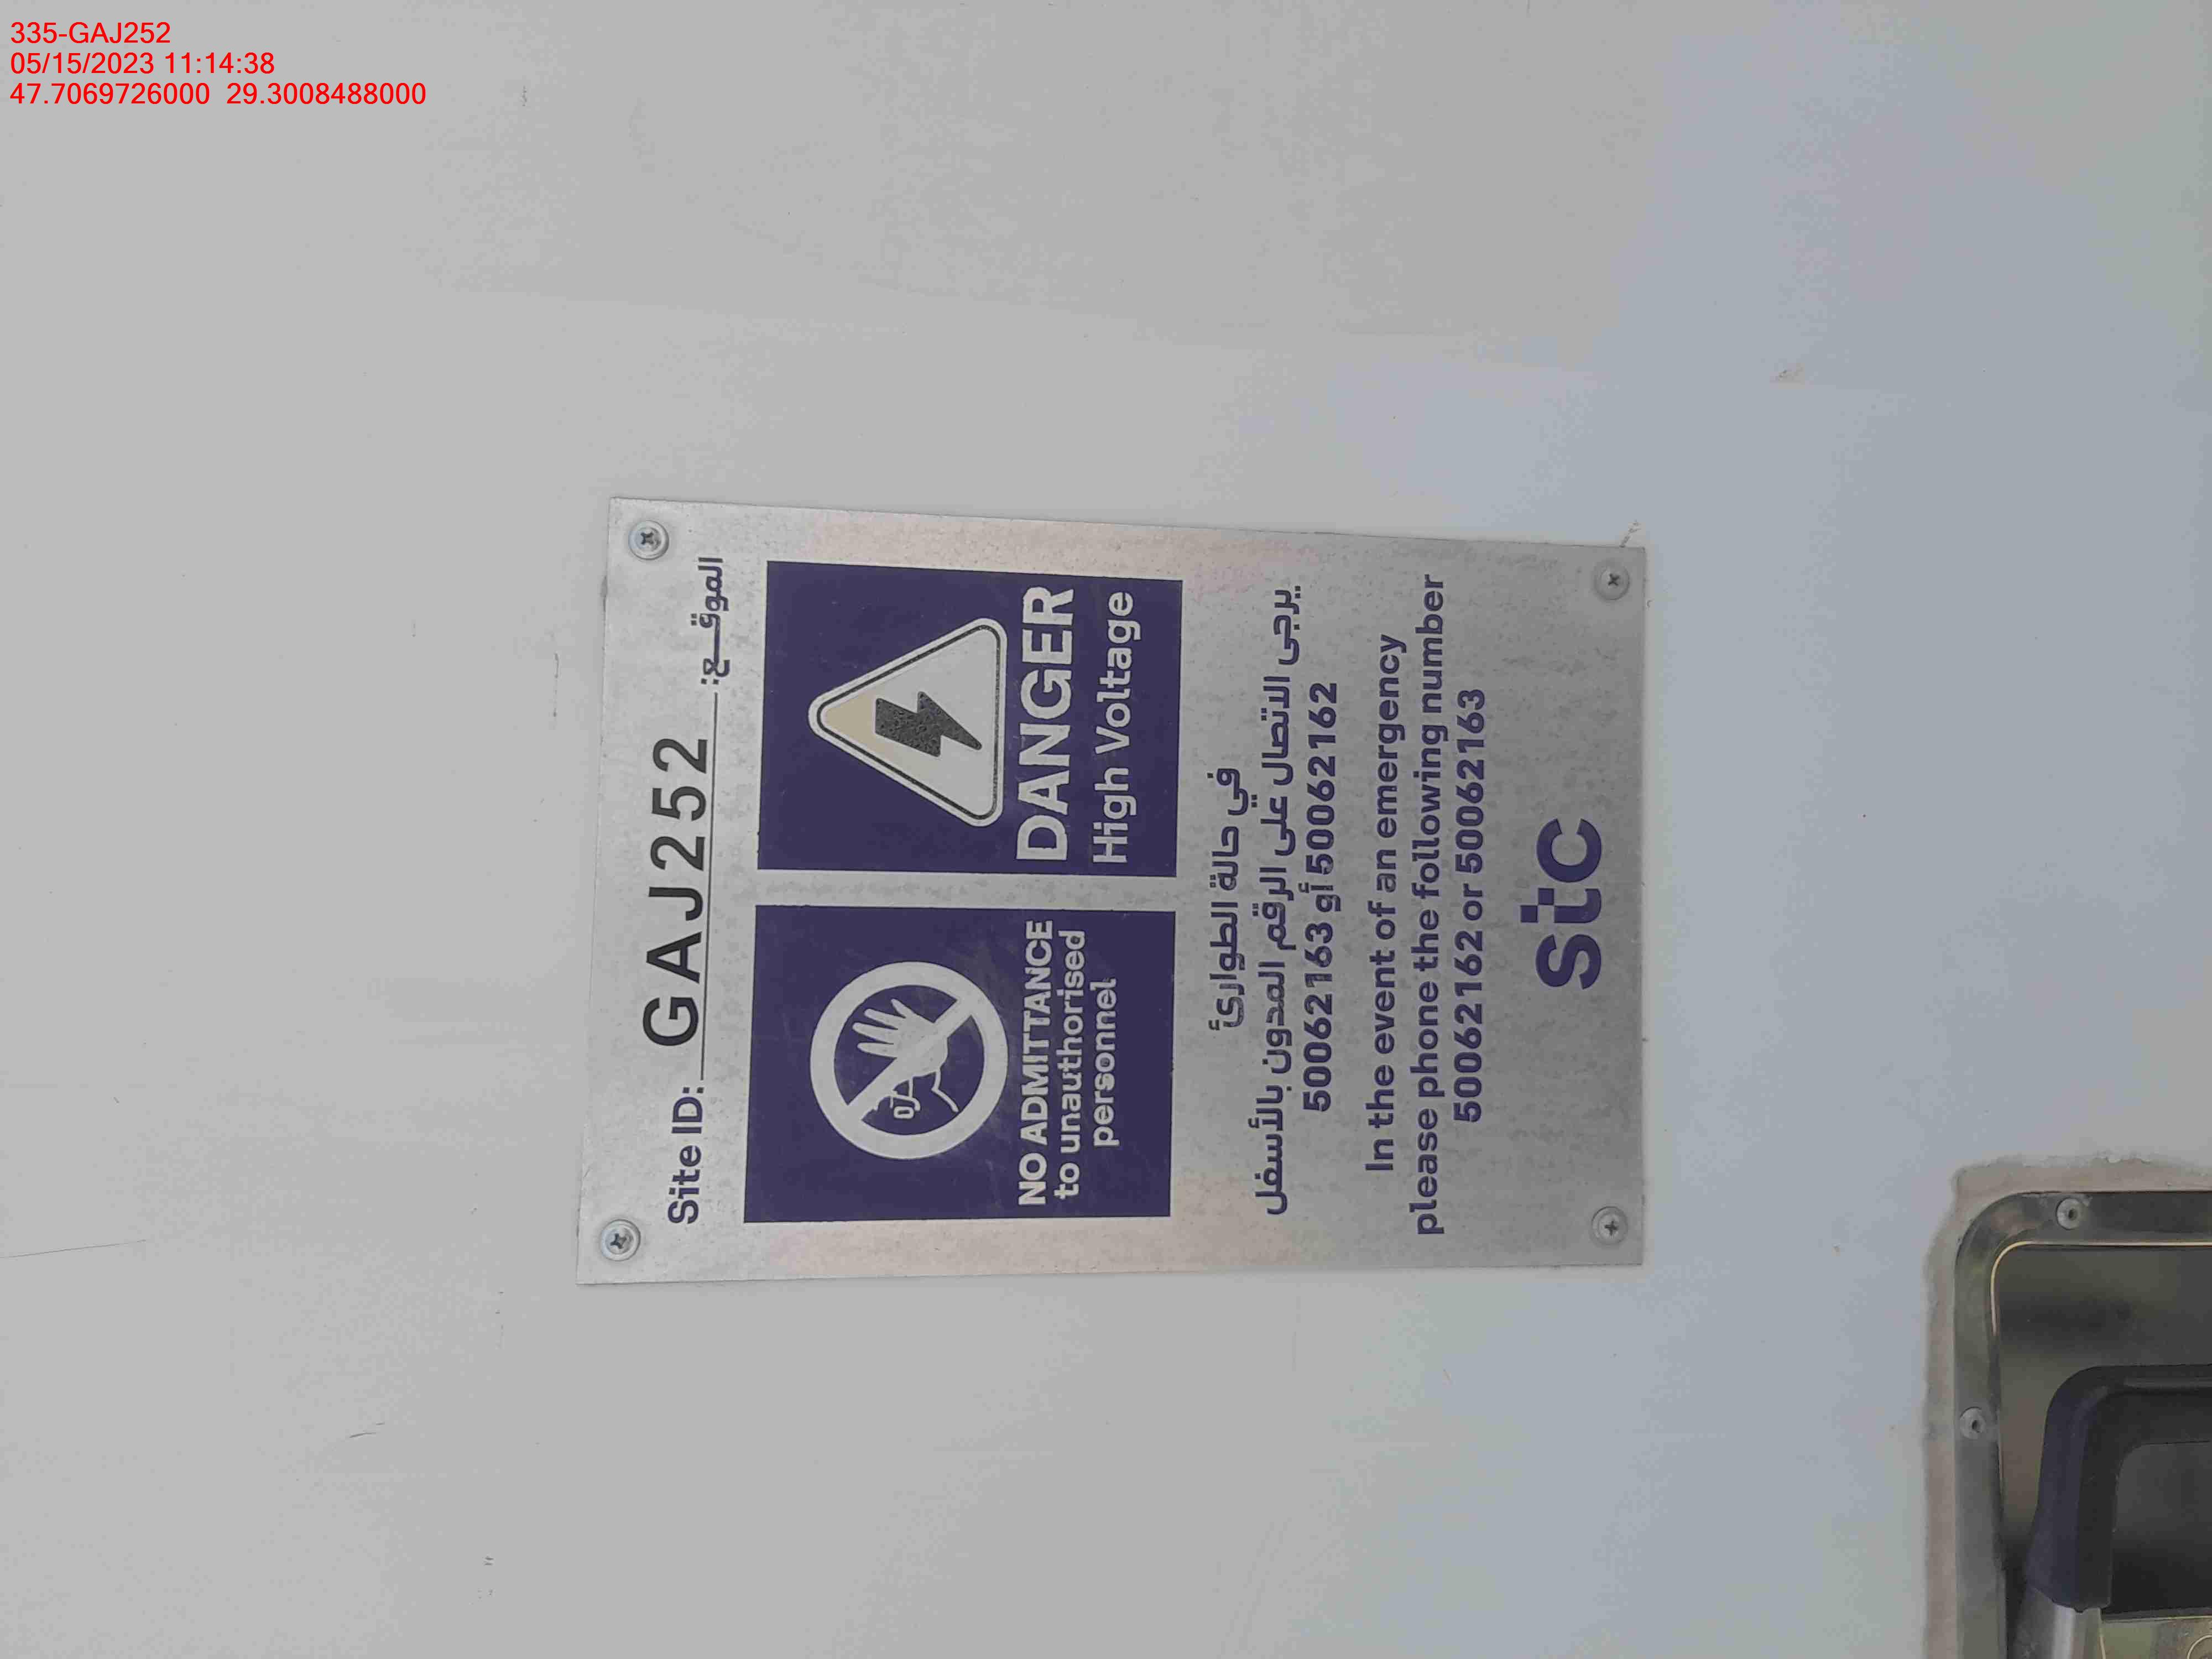 335-GAJ252
05/15/2023 11:14:38
47.7069726000 29.3008488000
Site ID: GAJ252 الموقــع:
NO ADMITTANCE
to unauthorised
personnel
DANGER
High Voltage
في حالة الطوارئ
يرجى الاتصال على الرقم المدون بالأسفل
50062162 أو 50062163
In the event of an emergency
please phone the following number
50062162 or 50062163
stc